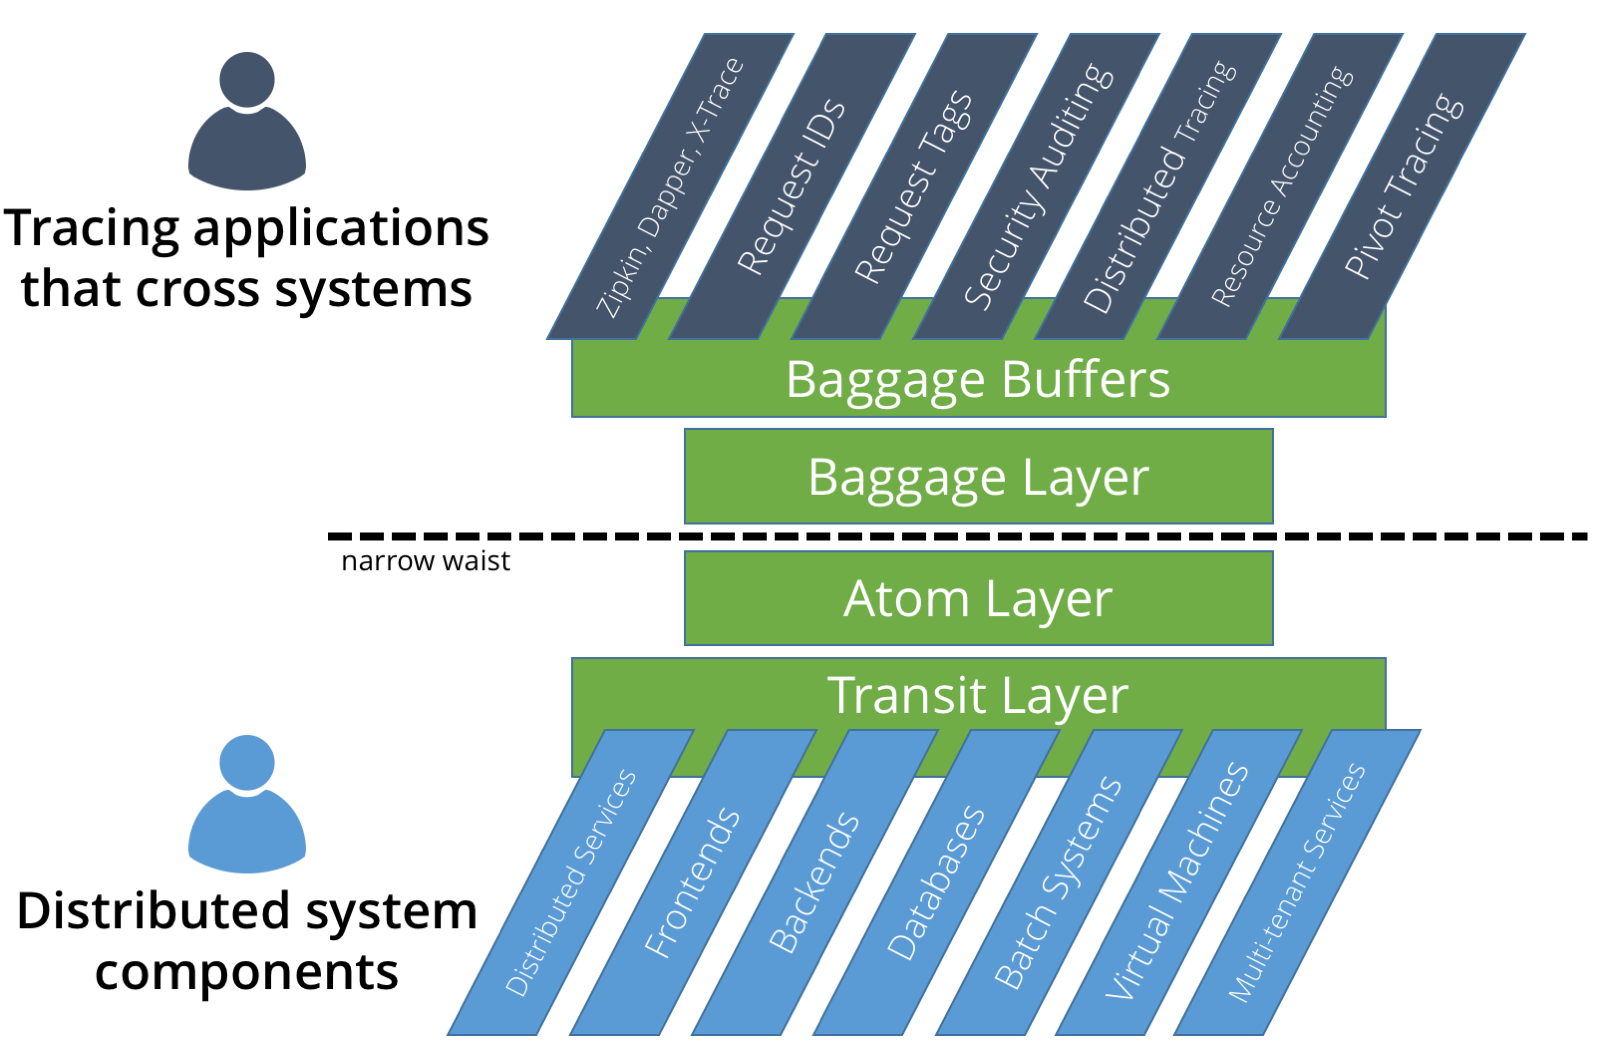 Tracing applications
that cross systems
Zipkin, Dapper, X-Trace
Request IDs
Request Tags
Security Auditing
Distributed Tracing
Resource Accounting
Pivot Tracing
Baggage Buffers
Baggage Layer
narrow waist
Atom Layer
Transit Layer
Distributed system
components
Distributed Services
Frontends
Backends
Databases
Batch Systems
Virtual Machines
Multi-tenant Services